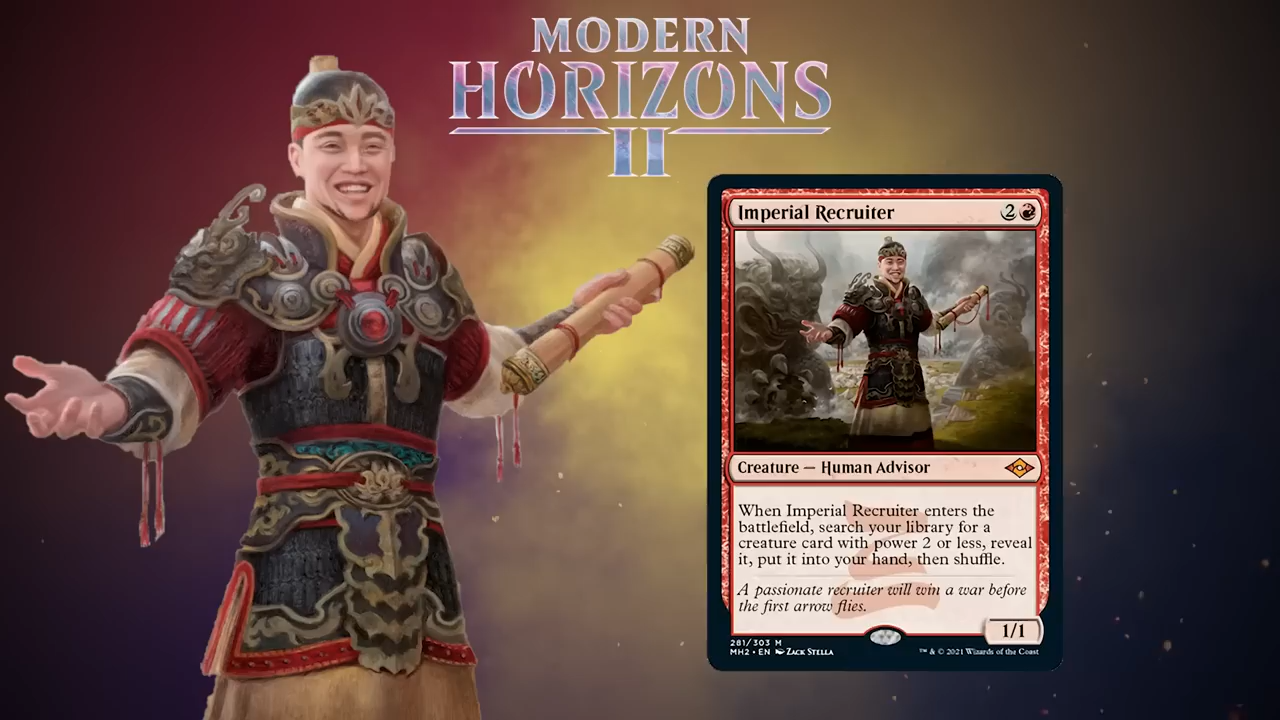 MODERN
HORIZONS
II
Imperial Recruiter
2
Creature — Human Advisor
When Imperial Recruiter enters the
battlefield, search your library for a
creature card with power 2 or less, reveal
it, put it into your hand, then shuffle.
A passionate recruiter will win a war before
the first arrow flies.
1/1
281/303 M
MH2 • EN ZACK STELLA
™ & © 2021 Wizards of the Coast